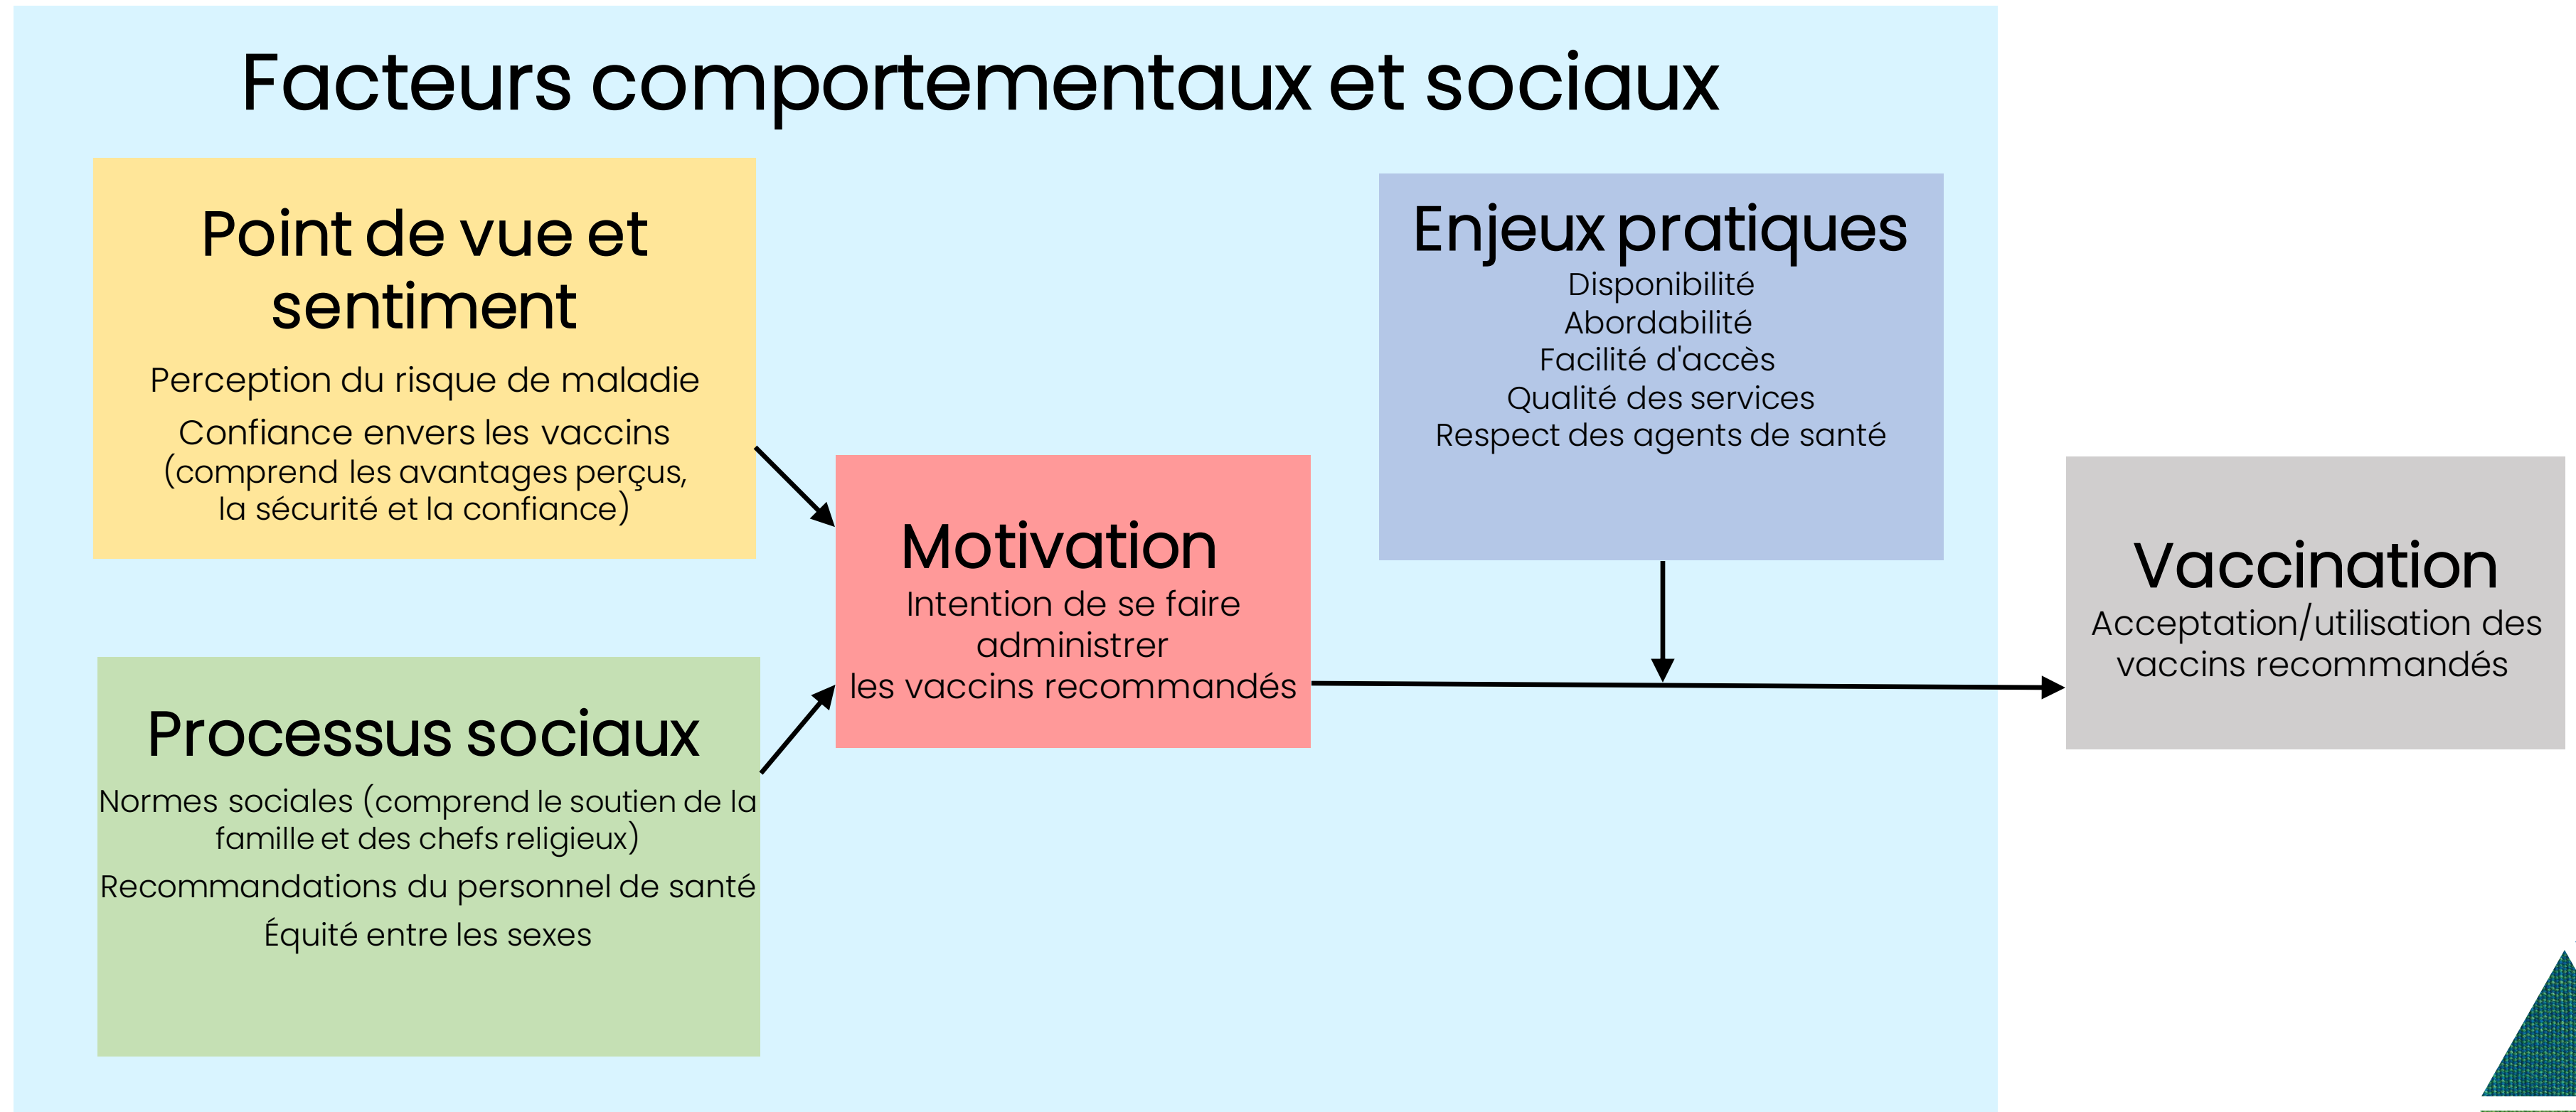 Facteurs comportementaux et sociaux
Point de vue et
sentiment
Perception du risque de maladie
Confiance envers les vaccins
(comprend les avantages perçus,
la sécurité et la confiance)
Processus sociaux
Normes sociales (comprend le soutien de la
famille et des chefs religieux)
Recommandations du personnel de santé
Équité entre les sexes
Motivation
Intention de se faire
administrer
les vaccins recommandés
Enjeux pratiques
Disponibilité
Abordabilité
Facilité d'accès
Qualité des services
Respect des agents de santé
Vaccination
Acceptation/utilisation des
vaccins recommandés